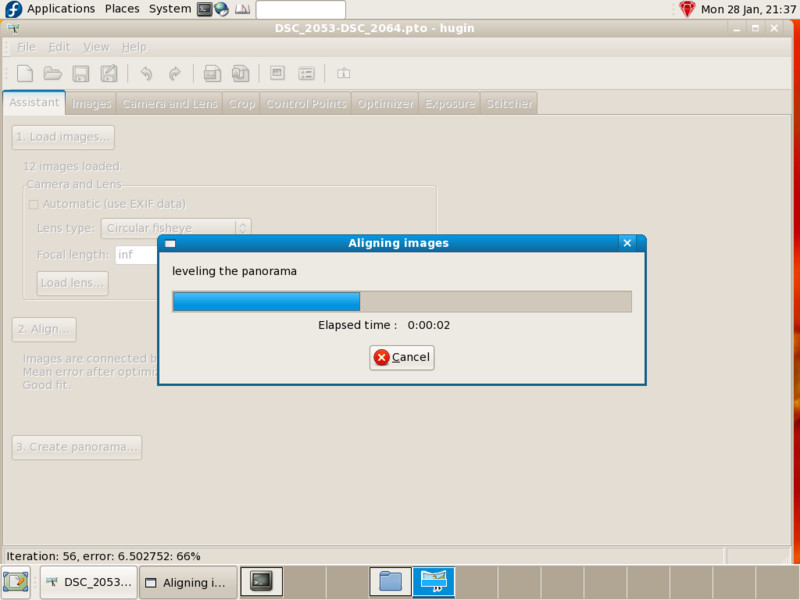 Applications Places System Mon 28 Jan, 21:37
DSC_2053-DSC_2064.pto - hugin
File Edit View Help
Assistant Images Camera and Lens Crop Control Points Optimizer Exposure Stitcher
1. Load images...
12 images loaded.
Camera and Lens
Automatic (use EXIF data)
Lens type: Circular fisheye
Focal length: inf
Load lens...
Aligning images
leveling the panorama
Elapsed time : 0:00:02
Cancel
2. Align...
Images are connected b
Mean error after optimiz
Good fit.
3. Create panorama...
Iteration: 56, error: 6.502752: 66%
DSC_2053... Aligning i...